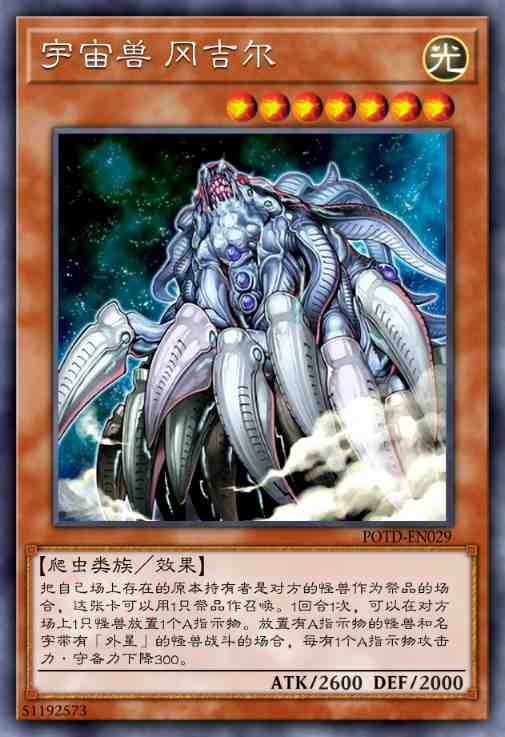 宇宙兽 冈吉尔
光
POTD-EN029
【爬虫类族／效果】
把自己场上存在的原本持有者是对方的怪兽作为祭品的场
合，这张卡可以用1只祭品作召唤。1回合1次，可以在对方
场上1只怪兽放置1个A指示物。放置有A指示物的怪兽和名
字带有「外星」的怪兽战斗的场合，每有1个A指示物攻击
力·守备力下降300。
ATK/2600 DEF/2000
51192573